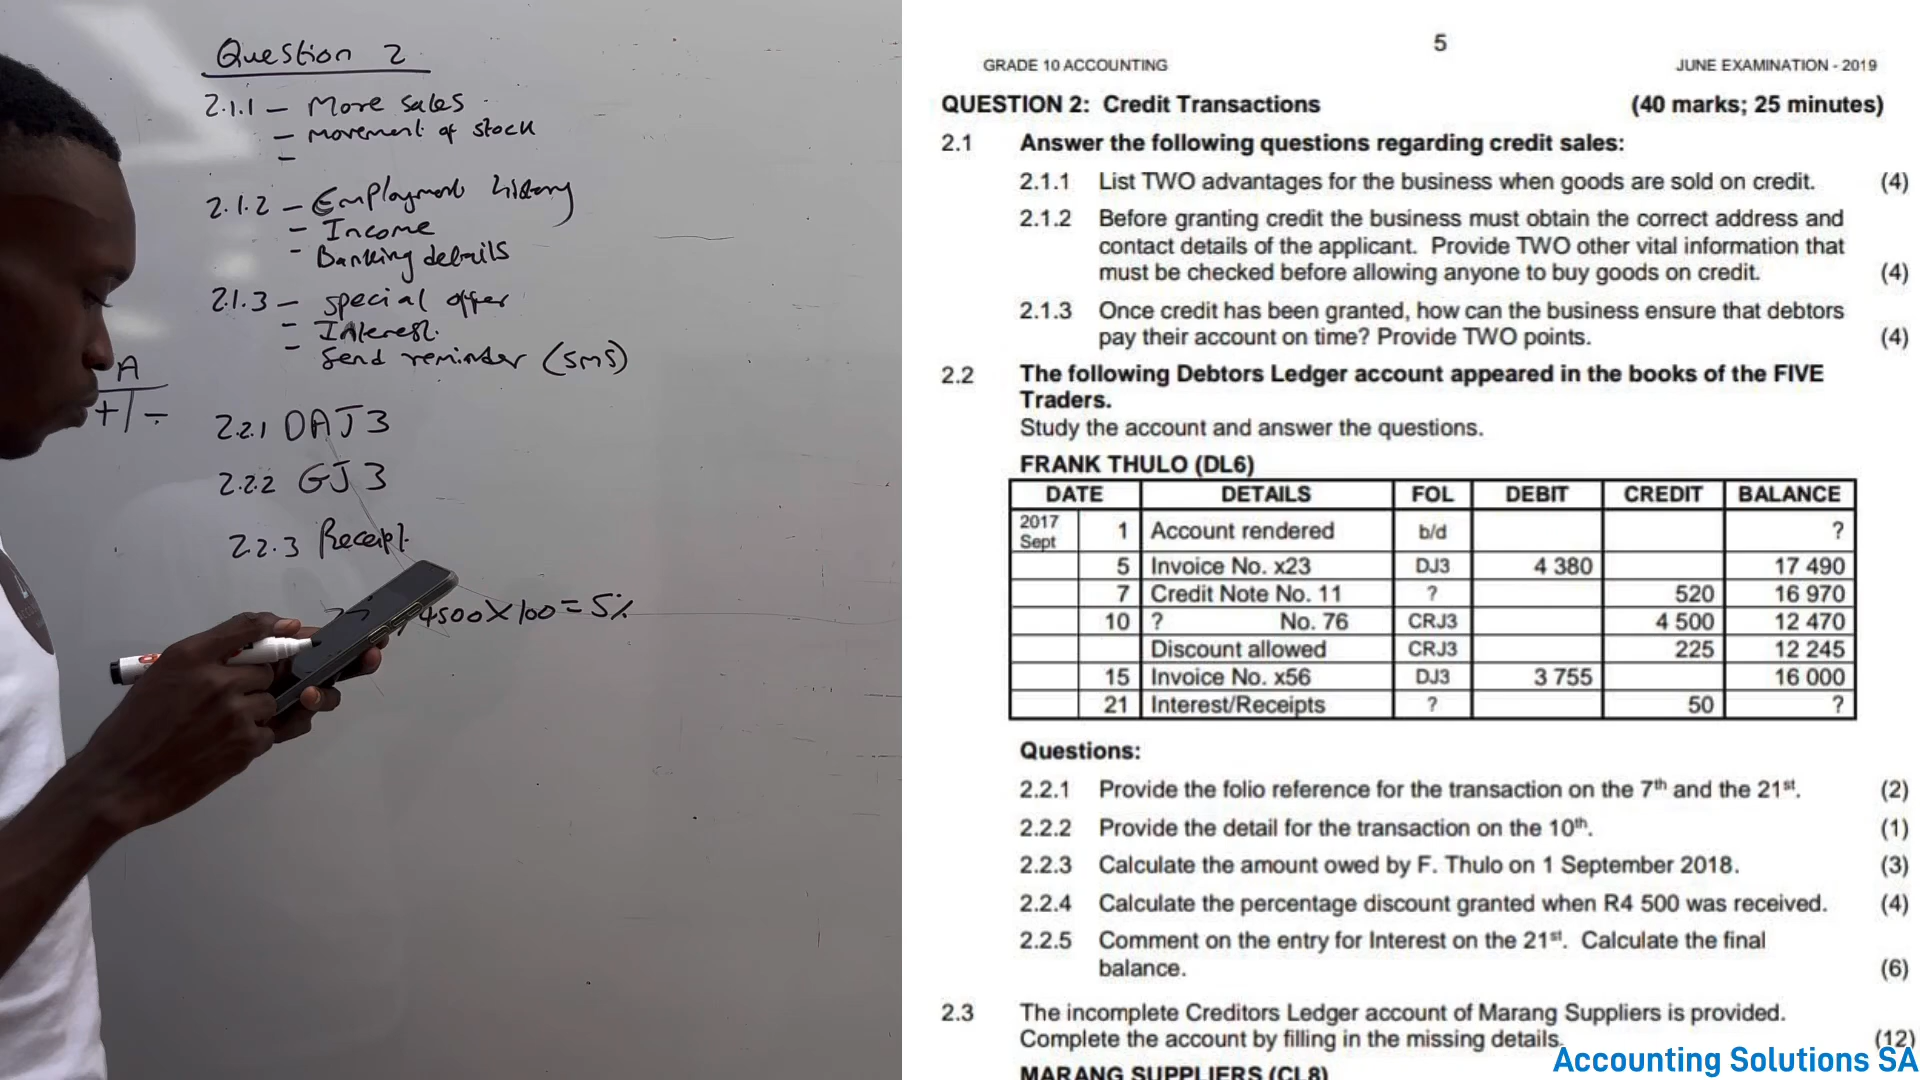 Question 2
2.1.1 – More sales
– movement of stock
–
2.1.2 – Employment history
– Income
– Banking details
2.1.3 – special offer
– Interest.
– Send reminder (sms)
A
+ | –
2.2.1 DAJ3
2.2.2 GJ3
2.2.3 Receipt.
4500 X 100 = 5%
5
GRADE 10 ACCOUNTING JUNE EXAMINATION - 2019
QUESTION 2: Credit Transactions (40 marks; 25 minutes)
2.1 Answer the following questions regarding credit sales:
2.1.1 List TWO advantages for the business when goods are sold on credit. (4)
2.1.2 Before granting credit the business must obtain the correct address and
contact details of the applicant. Provide TWO other vital information that
must be checked before allowing anyone to buy goods on credit. (4)
2.1.3 Once credit has been granted, how can the business ensure that debtors
pay their account on time? Provide TWO points. (4)
2.2 The following Debtors Ledger account appeared in the books of the FIVE
Traders.
Study the account and answer the questions.
FRANK THULO (DL6)
DATE DETAILS FOL DEBIT CREDIT BALANCE
2017
Sept 1 Account rendered b/d ?
5 Invoice No. x23 DJ3 4 380 17 490
7 Credit Note No. 11 ? 520 16 970
10 ? No. 76 CRJ3 4 500 12 470
Discount allowed CRJ3 225 12 245
15 Invoice No. x56 DJ3 3 755 16 000
21 Interest/Receipts ? 50 ?
Questions:
2.2.1 Provide the folio reference for the transaction on the 7th and the 21st. (2)
2.2.2 Provide the detail for the transaction on the 10th. (1)
2.2.3 Calculate the amount owed by F. Thulo on 1 September 2018. (3)
2.2.4 Calculate the percentage discount granted when R4 500 was received. (4)
2.2.5 Comment on the entry for Interest on the 21st. Calculate the final
balance. (6)
2.3 The incomplete Creditors Ledger account of Marang Suppliers is provided.
Complete the account by filling in the missing details. (12)
MARANG SUPPLIERS (CL8)
Accounting Solutions SA